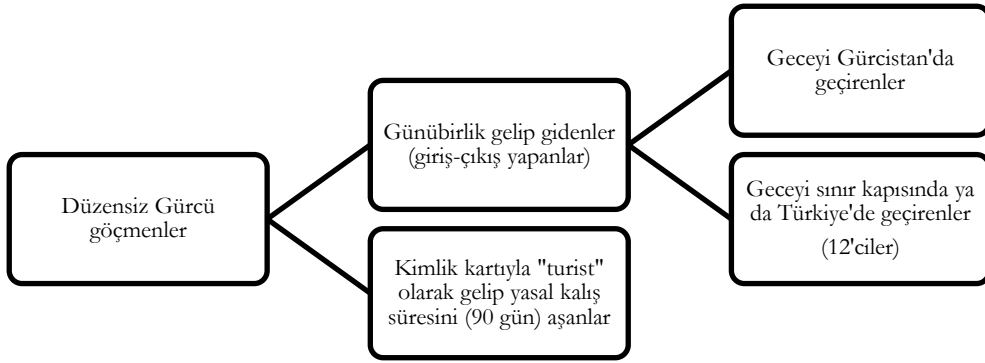 Düzensiz Gürcü
göçmenler
Günübirlik gelip gidenler
(giriş-çıkış yapanlar)
Geceyi Gürcistan'da
geçirenler
Geceyi sınır kapısında ya
da Türkiye'de geçirenler
(12'ciler)
Kimlik kartıyla "turist"
olarak gelip yasal kalış
süresini (90 gün) aşanlar